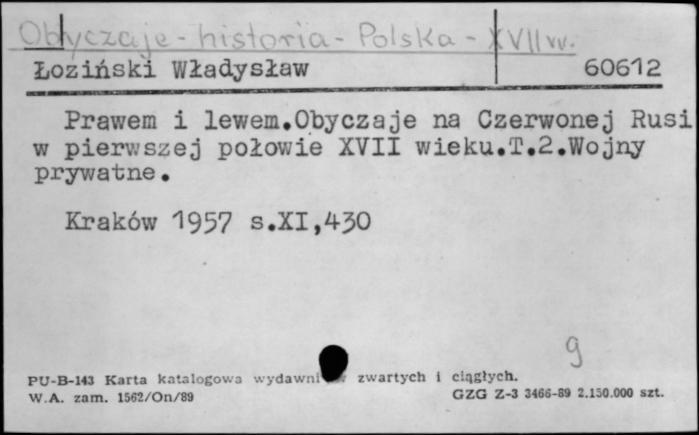 Obyczaje - historia - Polska - XVII w.
Łoziński Władysław 60612
Prawem i lewem.Obyczaje na Czerwonej Rusi
w pierwszej połowie XVII wieku.T.2.Wojny
prywatne.
Kraków 1957 s.XI,430
g
PU-B-143 Karta katalogowa wydawni zwartych i ciągłych.
W.A. zam. 1562/On/89 GZG Z-3 3466-89 2.150.000 szt.